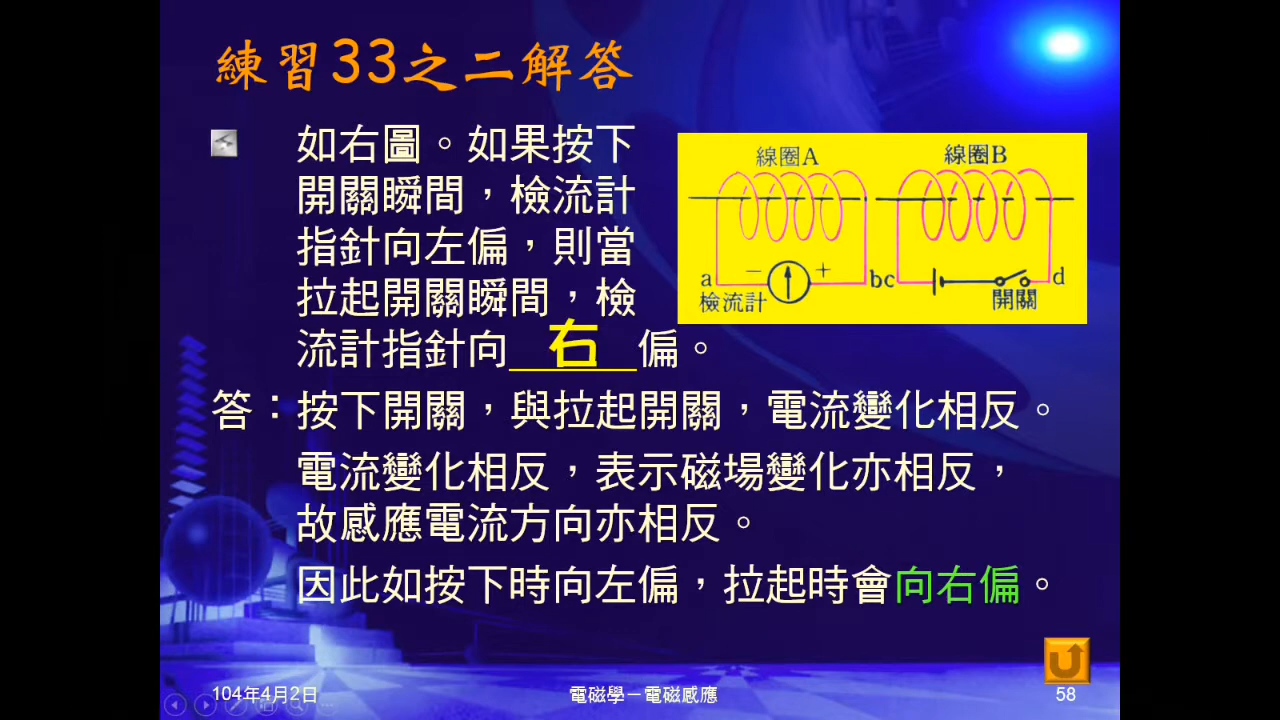 練習33之二解答
如右圖。如果按下
開關瞬間，檢流計
指針向左偏，則當
拉起開關瞬間，檢
流計指針向 右 偏。
線圈A 線圈B
a － ＋ bc d
檢流計 開關
答：按下開關，與拉起開關，電流變化相反。
電流變化相反，表示磁場變化亦相反，
故感應電流方向亦相反。
因此如按下時向左偏，拉起時會向右偏。
104年4月2日 電磁學－電磁感應 58